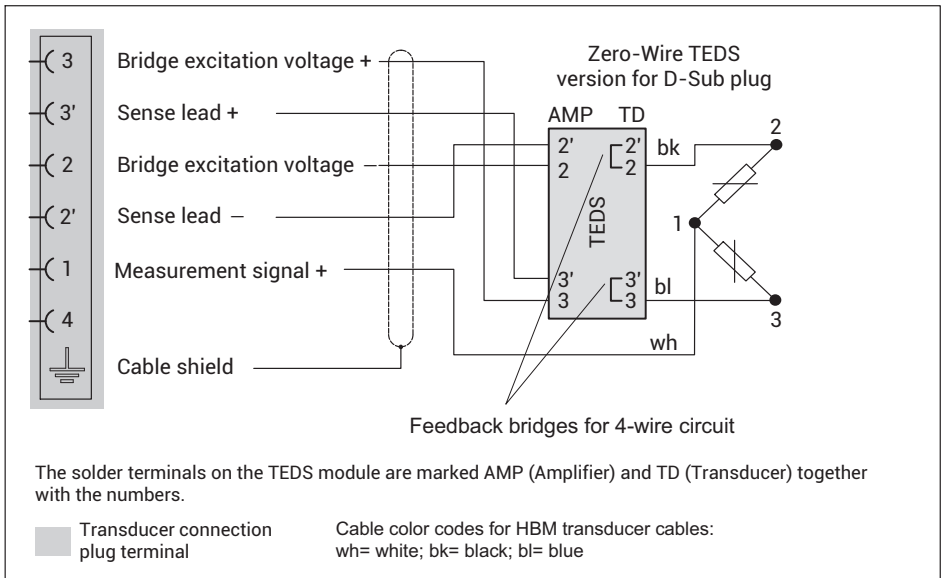 3 Bridge excitation voltage +
3' Sense lead +
2 Bridge excitation voltage –
2' Sense lead –
1 Measurement signal +
4
Cable shield
Zero-Wire TEDS
version for D-Sub plug
AMP TD
2' 2' bk
2 2
TEDS
3' 3' bl
3 3
wh
2
1
3
Feedback bridges for 4-wire circuit
The solder terminals on the TEDS module are marked AMP (Amplifier) and TD (Transducer) together
with the numbers.
Transducer connection
plug terminal
Cable color codes for HBM transducer cables:
wh= white; bk= black; bl= blue